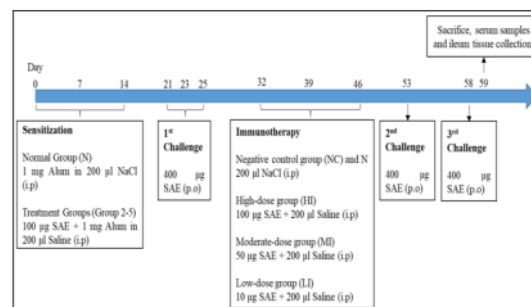 Sacrifice, serum samples
and ileum tissue collection
Day
0 7 14 21 23 25 32 39 46 53 58 59
Sensitization
Normal Group (N)
1 mg Alum in 200 µl NaCl
(i.p)
Treatment Groups (Group 2-5)
100 µg SAE + 1 mg Alum in
200 µl Saline (i.p)
1st
Challenge
400 µg
SAE (p.o)
Immunotherapy
Negative control group (NC) and N
200 µl NaCl (i.p)
High-dose group (HI)
100 µg SAE + 200 µl Saline (i.p)
Moderate-dose group (MI)
50 µg SAE + 200 µl Saline (i.p)
Low-dose group (LI)
10 µg SAE + 200 µl Saline (i.p)
2nd
Challenge
400 µg
SAE (p.o)
3rd
Challenge
400 µg
SAE (p.o)